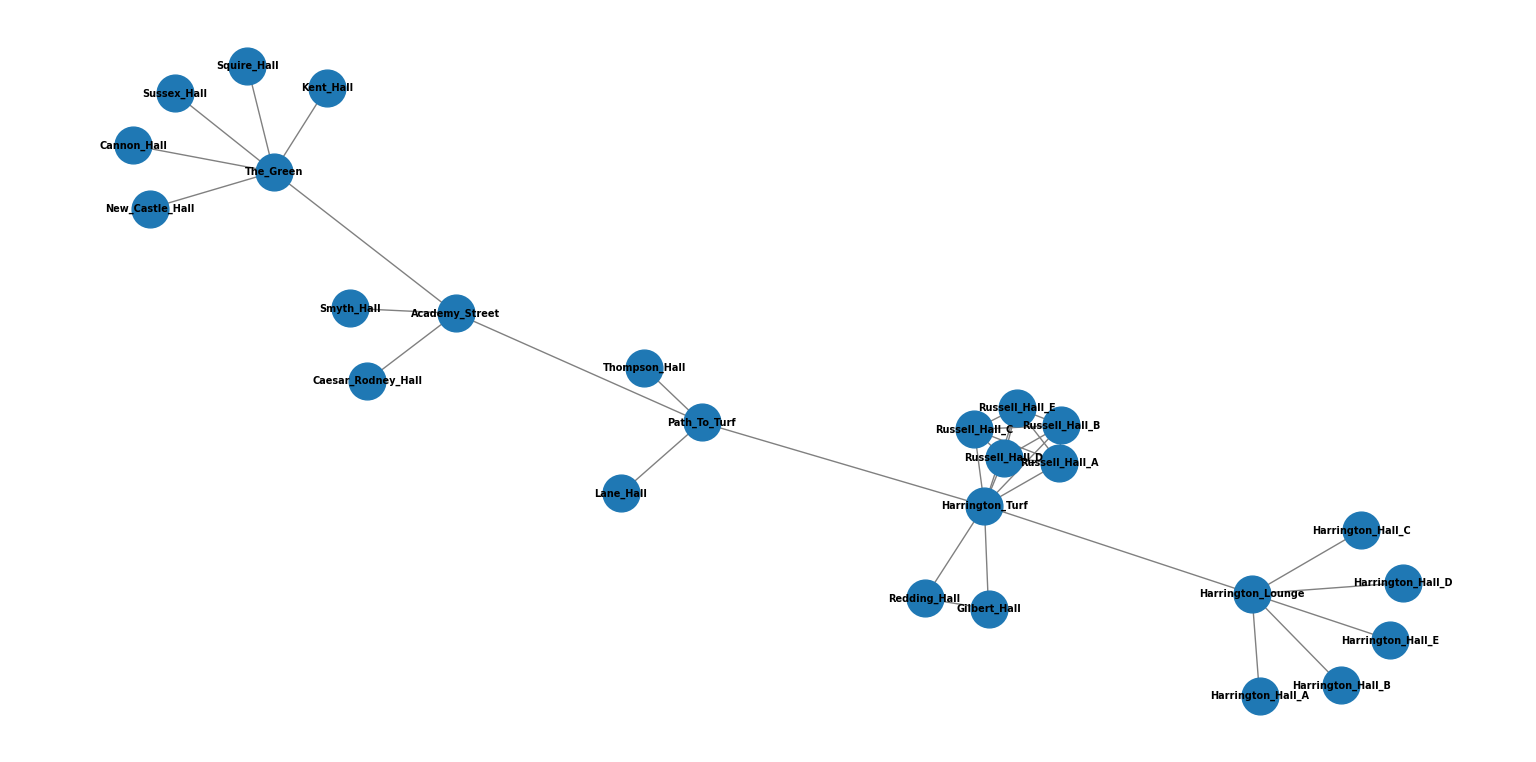 Squire_Hall
Kent_Hall
Sussex_Hall
Cannon_Hall
The_Green
New_Castle_Hall
Smyth_Hall
Academy_Street
Thompson_Hall
Caesar_Rodney_Hall
Path_To_Turf
Russell_Hall_E
Russell_Hall_B
Russell_Hall_C
Russell_Hall_D
Russell_Hall_A
Lane_Hall
Harrington_Turf
Harrington_Hall_C
Harrington_Hall_D
Harrington_Lounge
Redding_Hall
Gilbert_Hall
Harrington_Hall_E
Harrington_Hall_B
Harrington_Hall_A